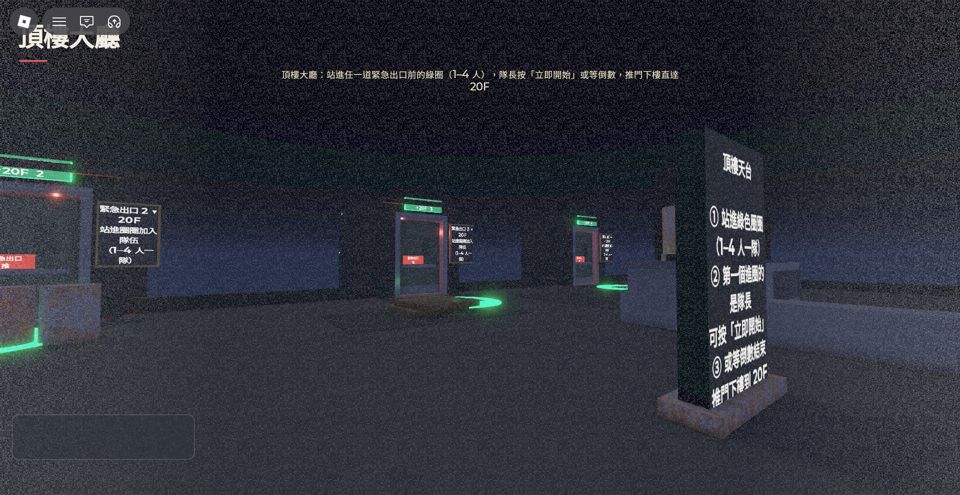 頂樓大廳
頂樓大廳：站進任一道緊急出口前的綠圈（1–4 人），隊長按「立即開始」或等倒數，推門下樓直達
20F
20F 2
緊急出口 2 ▼
20F
站進圈圈加入
隊伍
（1–4 人一
隊）
頂樓天台
① 站進綠色圈圈
（1–4 人一隊）
② 第一個進圈的
是隊長
可按「立即開始」
③ 或等倒數結束
推門下樓到 20F